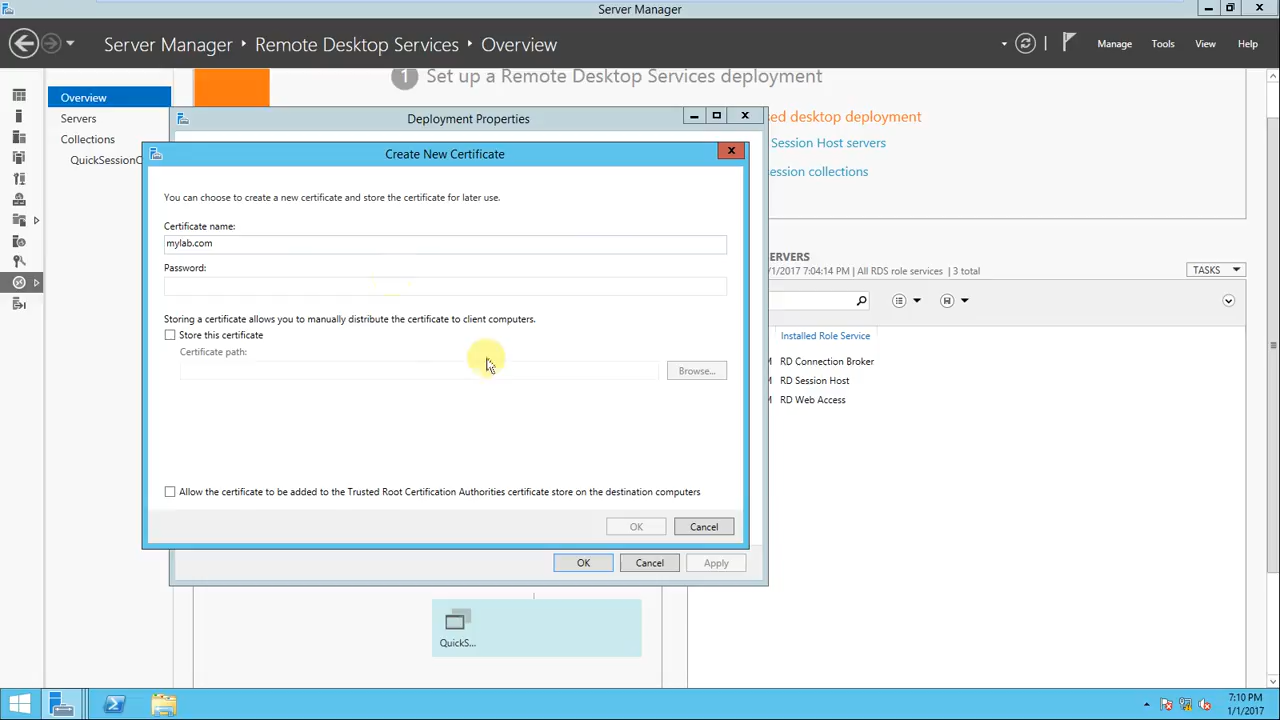 Server Manager
Server Manager ‣ Remote Desktop Services ‣ Overview
Manage Tools View Help
Overview
Servers
Collections
QuickSessionC
1 Set up a Remote Desktop Services deployment
sed desktop deployment
Session Host servers
ession collections
Deployment Properties
Create New Certificate
You can choose to create a new certificate and store the certificate for later use.
Certificate name:
mylab.com
Password:
Storing a certificate allows you to manually distribute the certificate to client computers.
Store this certificate
Certificate path:
Browse...
Allow the certificate to be added to the Trusted Root Certification Authorities certificate store on the destination computers
OK Cancel
OK Cancel Apply
ERVERS
/1/2017 7:04:14 PM | All RDS role services | 3 total
TASKS
Installed Role Service
M RD Connection Broker
M RD Session Host
M RD Web Access
QuickS...
7:10 PM
1/1/2017